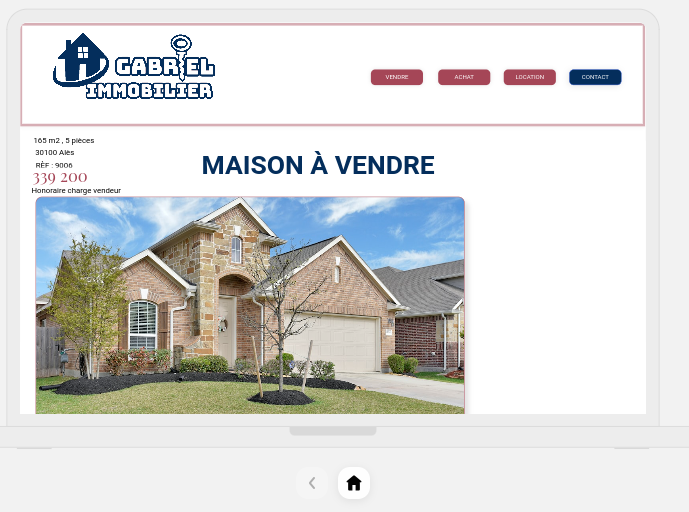 GABRIEL
IMMOBILIER
VENDRE
ACHAT
LOCATION
CONTACT
165 m2 , 5 pièces
30100 Alès
RÉF : 9006
339 200
Honoraire charge vendeur
MAISON À VENDRE